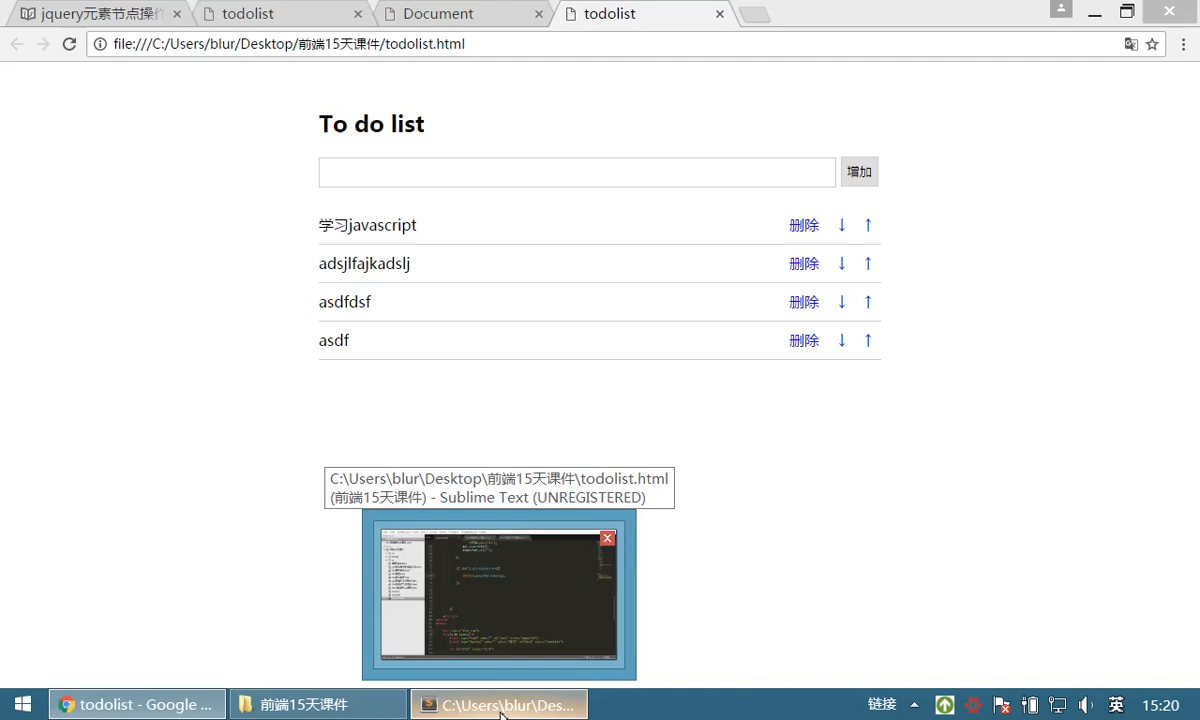 jquery元素节点操作
todolist
Document
todolist
file:///C:/Users/blur/Desktop/前端15天课件/todolist.html
To do list
增加
学习javascript 删除 ↓ ↑
adsjlfajkadslj 删除 ↓ ↑
asdfdsf 删除 ↓ ↑
asdf 删除 ↓ ↑
C:\Users\blur\Desktop\前端15天课件\todolist.html
(前端15天课件) - Sublime Text (UNREGISTERED)
todolist - Google ...
前端15天课件
C:\Users\blur\Des...
链接
英
15:20